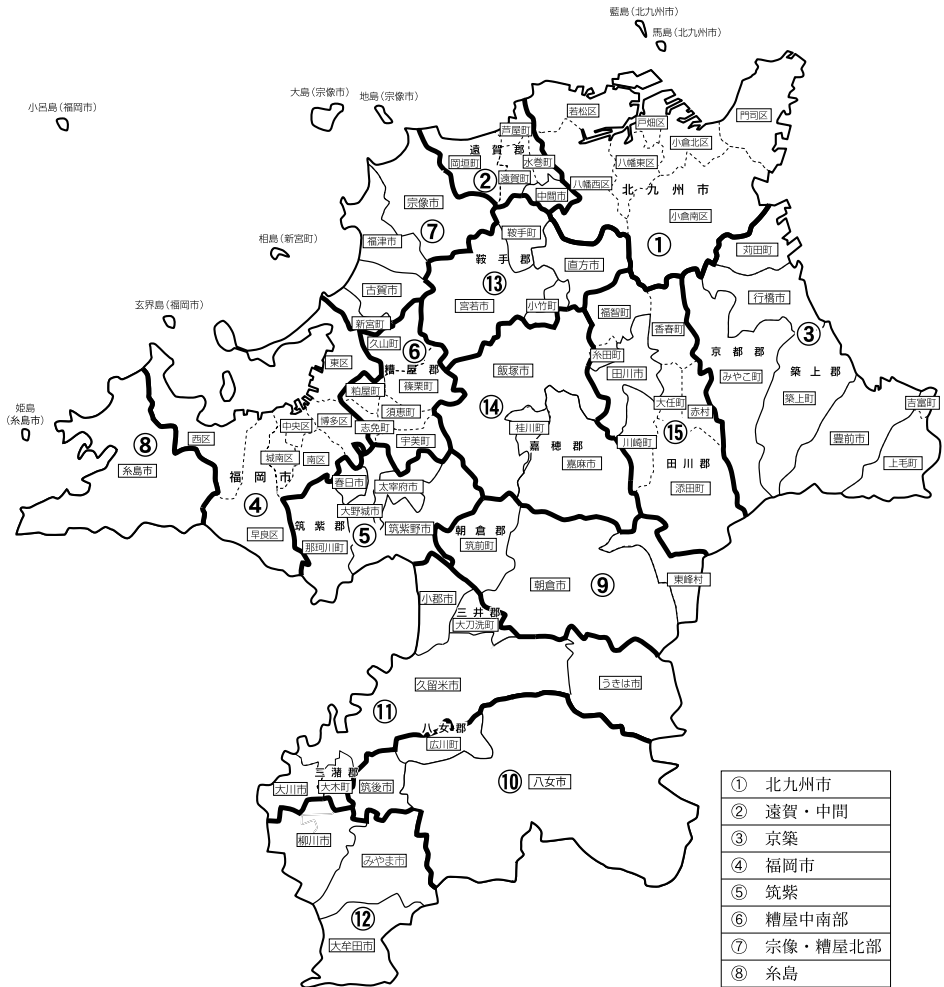 藍島(北九州市)
馬島(北九州市)
大島(宗像市)
地島(宗像市)
小呂島(福岡市)
若松区
戸畑区
門司区
芦屋町
小倉北区
遠賀郡
岡垣町
水巻町
八幡東区
遠賀町
②
八幡西区
北九州市
中間市
宗像市
小倉南区
⑦
鞍手町
①
相島(新宮町)
福津市
苅田町
鞍手郡
直方市
⑬
古賀市
行橋市
玄界島(福岡市)
宮若市
小竹町
福智町
新宮町
香春町
③
久山町
⑥
京都郡
糸田町
東区
糟屋郡
飯塚市
田川市
みやこ町
築上郡
粕屋町
篠栗町
築上町
姫島
(糸島市)
⑭
大任町
吉富町
須恵町
赤村
中央区
博多区
志免町
桂川町
⑮
西区
⑧
宇美町
川崎町
豊前市
嘉穂郡
糸島市
城南区
南区
嘉麻市
田川郡
上毛町
福岡市
春日市
太宰府市
添田町
④
大野城市
筑紫郡
⑤
筑紫野市
朝倉郡
早良区
那珂川町
筑前町
朝倉市
⑨
東峰村
小郡市
三井郡
大刀洗町
久留米市
うきは市
⑪
八女郡
広川町
三潴郡
⑩
八女市
大川市
大木町
筑後市
柳川市
みやま市
⑫
大牟田市
① 北九州市
② 遠賀・中間
③ 京築
④ 福岡市
⑤ 筑紫
⑥ 糟屋中南部
⑦ 宗像・糟屋北部
⑧ 糸島